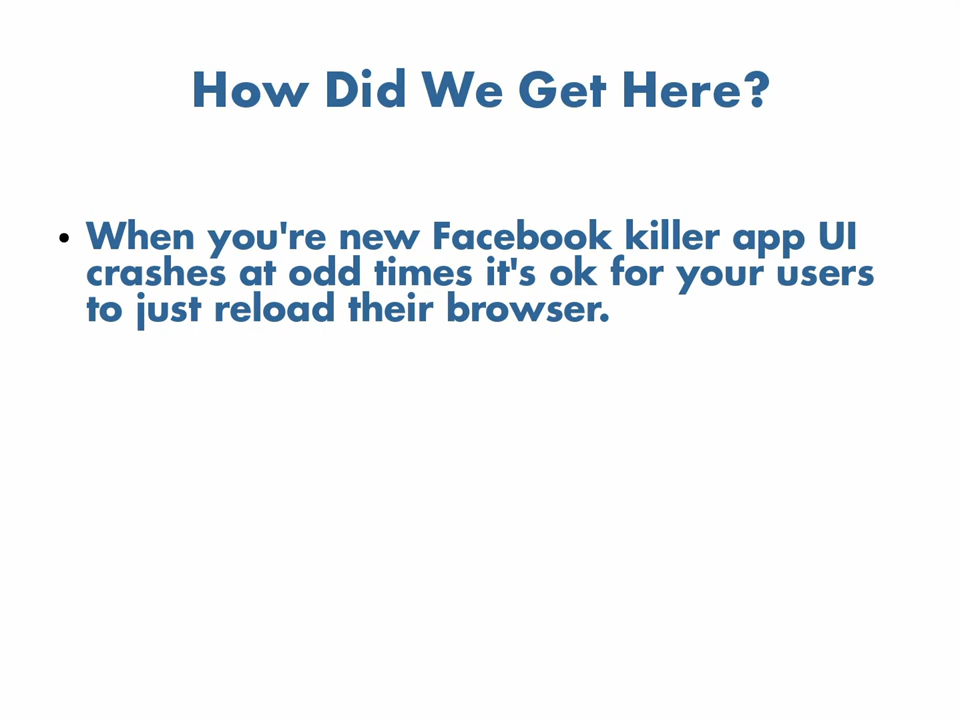 How Did We Get Here?
• When you're new Facebook killer app UI
crashes at odd times it's ok for your users
to just reload their browser.